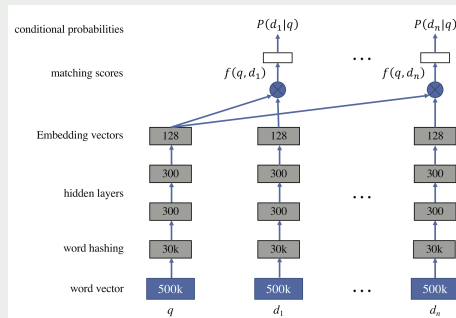 conditional probabilities P(d₁|q) P(dₙ|q)
matching scores f(q, d₁) ... f(q, dₙ)
Embedding vectors 128 128 128
300 300 300
hidden layers ...
300 300 300
word hashing 30k 30k 30k
word vector 500k 500k ... 500k
q d₁ dₙ